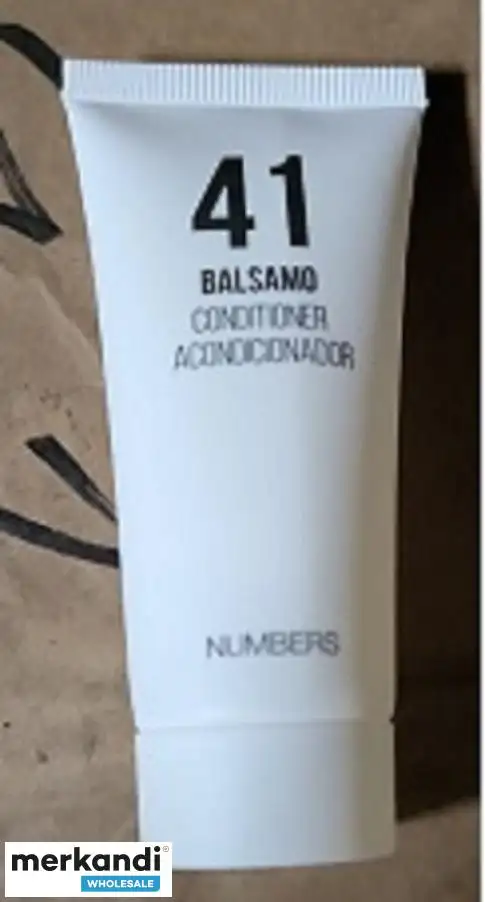 41
BALSAMO
CONDITIONER
ACONDICIONADOR
NUMBERS
merkandi®
WHOLESALE